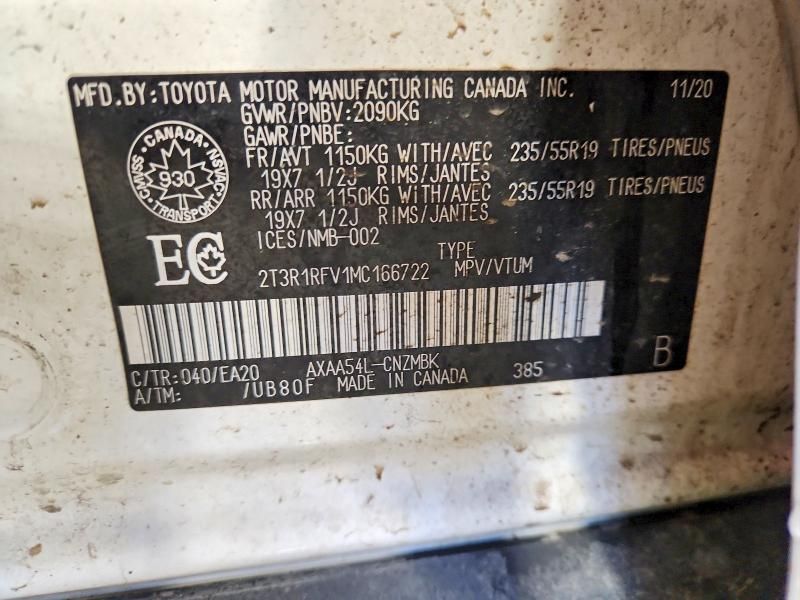 MFD.BY: TOYOTA MOTOR MANUFACTURING CANADA INC. 11/20
GVWR/PNBV: 2090KG
GAWR/PNBE:
FR/AVT 1150KG WITH/AVEC 235/55R19 TIRES/PNEUS
19X7 1/2J RIMS/JANTES
RR/ARR 1150KG WITH/AVEC 235/55R19 TIRES/PNEUS
19X7 1/2J RIMS/JANTES
ICES/NMB-002
CANADA
CMVSS 930 NSVAC
TRANSPORT
EC
TYPE
2T3R1RFV1MC166722 MPV/VTUM
C/TR: 040/EA20 AXAA54L-CNZMBK 385 B
A/TM: /UB80F MADE IN CANADA